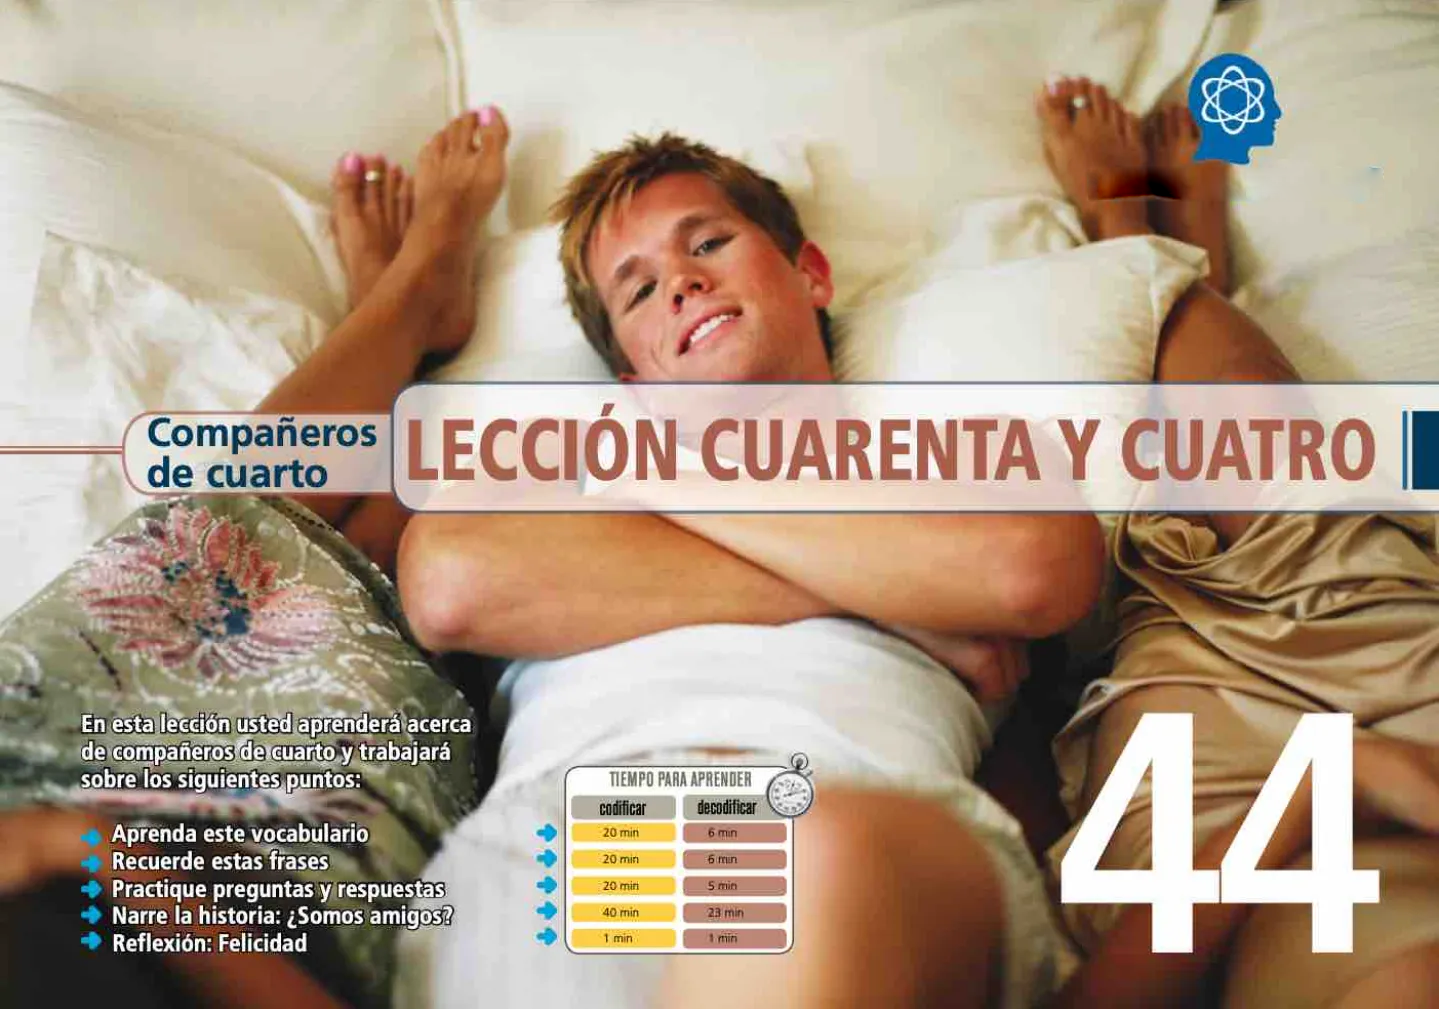 Compañeros
de cuarto
LECCIÓN CUARENTA Y CUATRO
En esta lección usted aprenderá acerca
de compañeros de cuarto y trabajará
sobre los siguientes puntos:
Aprenda este vocabulario
Recuerde estas frases
Practique preguntas y respuestas
Narre la historia: ¿Somos amigos?
Reflexión: Felicidad
TIEMPO PARA APRENDER
codificar decodificar
20 min 6 min
20 min 6 min
20 min 5 min
40 min 23 min
1 min 1 min
44